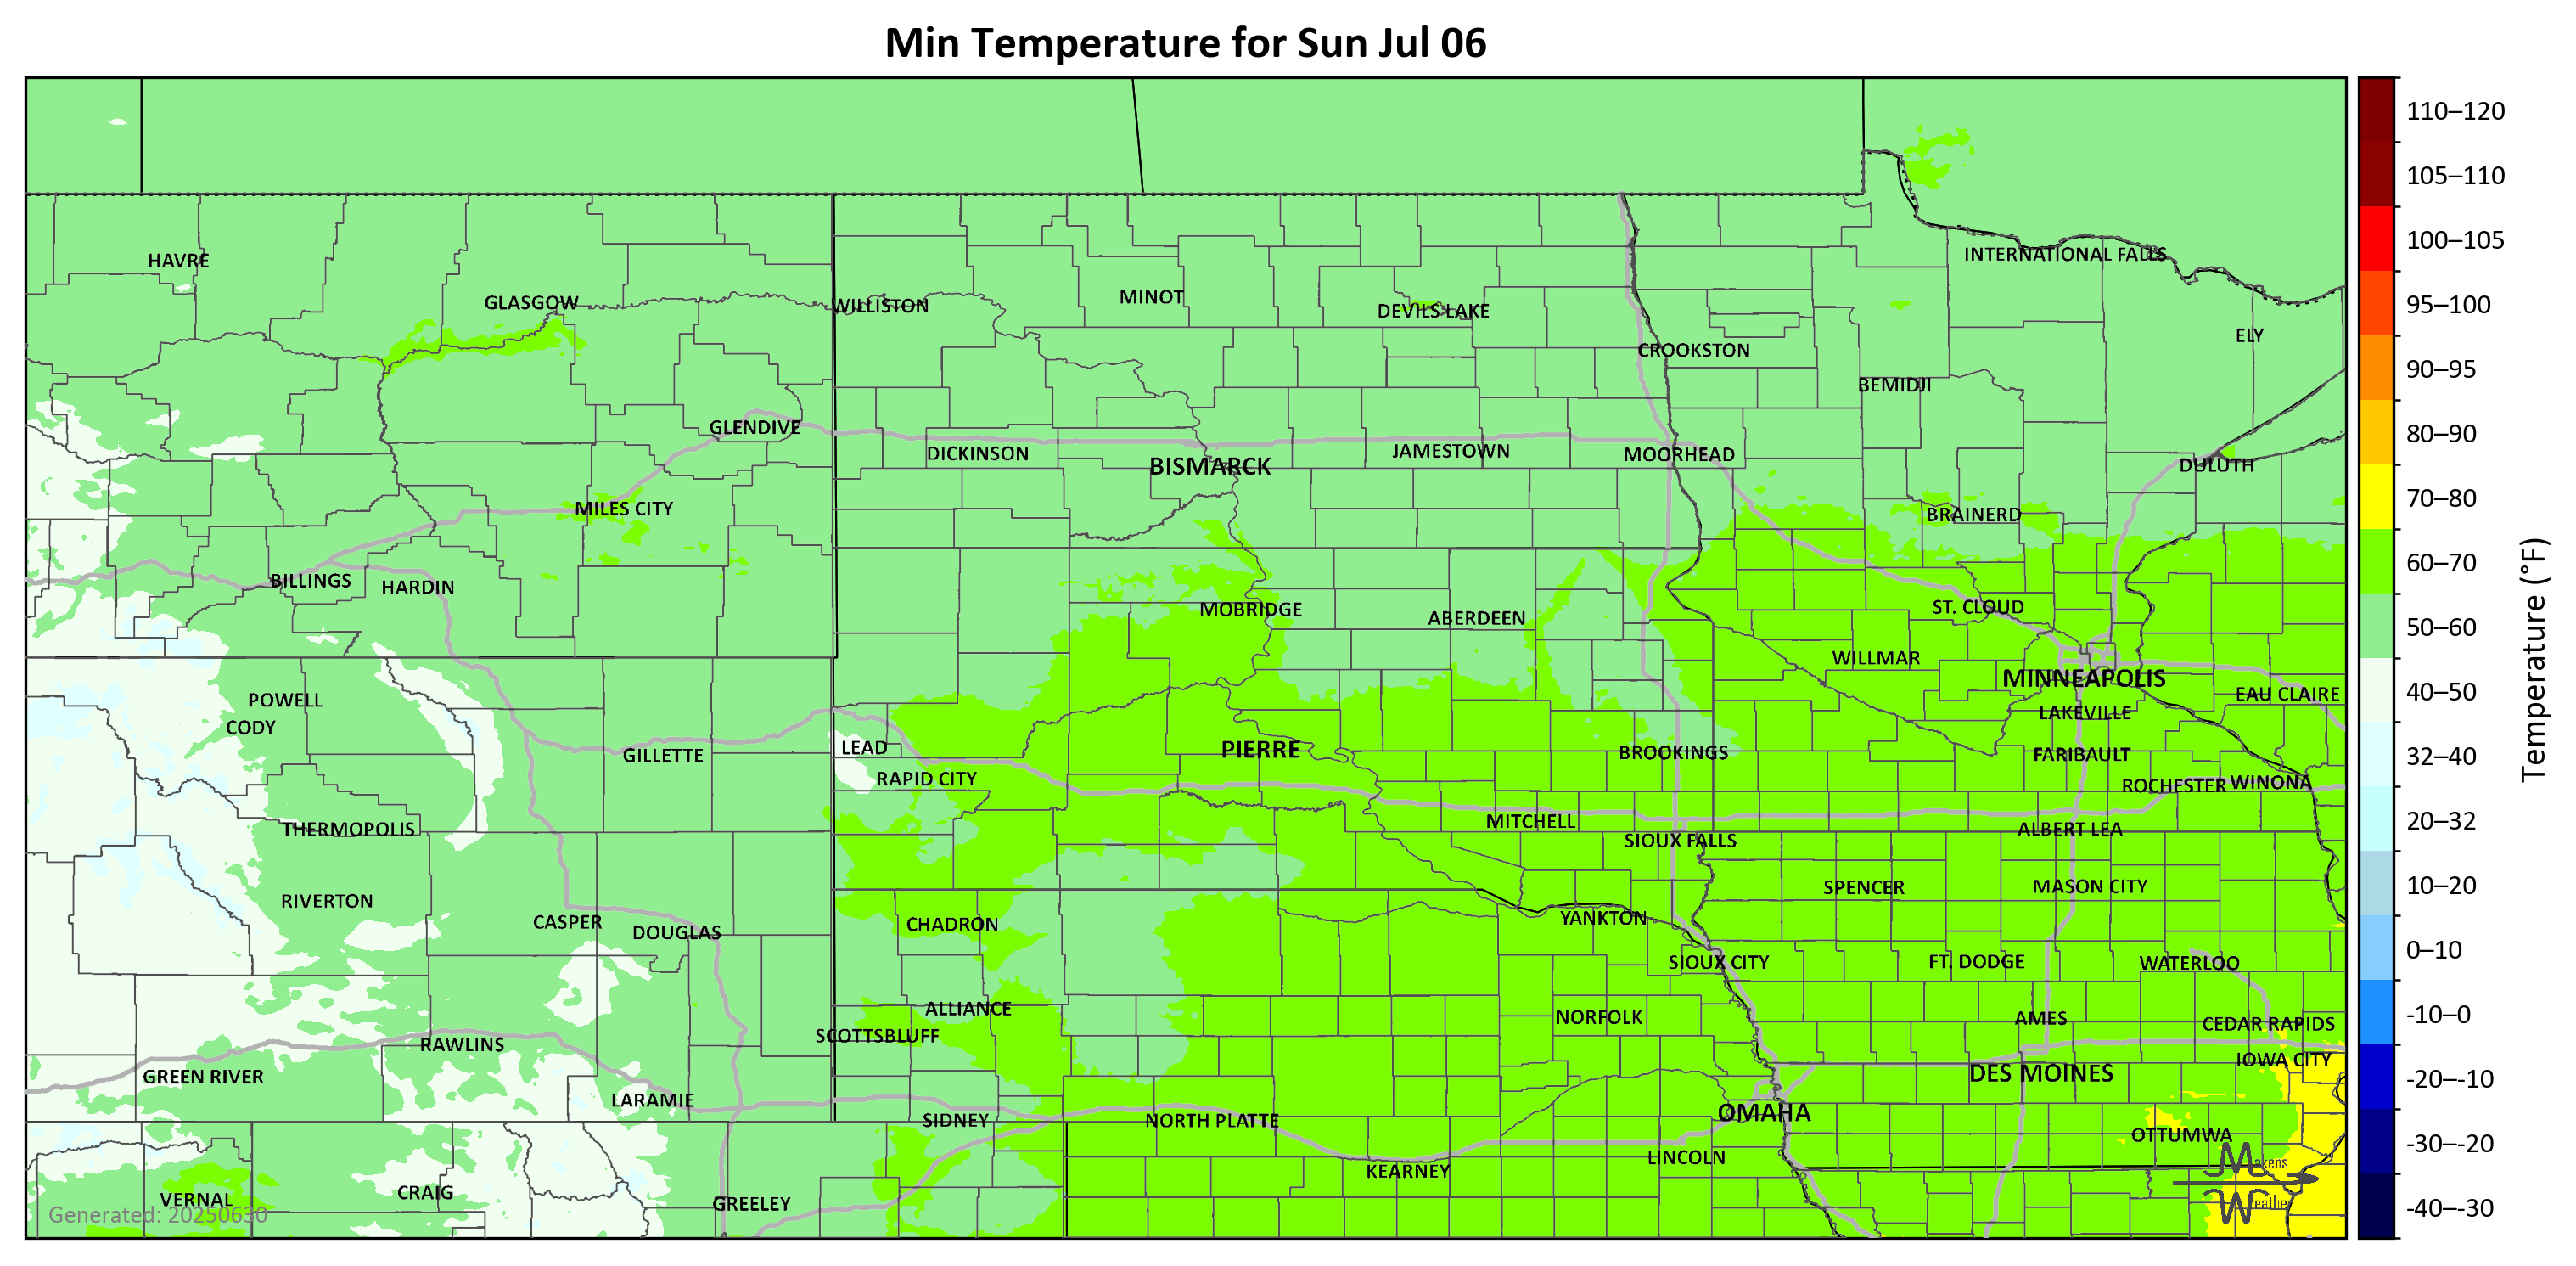 Min Temperature for Sun Jul 06
HAVRE
GLASGOW
WILLISTON
MINOT
DEVILS LAKE
INTERNATIONAL FALLS
ELY
CROOKSTON
BEMIDJI
GLENDIVE
DICKINSON
BISMARCK
JAMESTOWN
MOORHEAD
DULUTH
MILES CITY
BRAINERD
BILLINGS
HARDIN
MOBRIDGE
ABERDEEN
ST. CLOUD
WILLMAR
MINNEAPOLIS
EAU CLAIRE
POWELL
CODY
LAKEVILLE
GILLETTE
LEAD
PIERRE
BROOKINGS
FARIBAULT
RAPID CITY
ROCHESTER
WINONA
THERMOPOLIS
MITCHELL
SIOUX FALLS
ALBERT LEA
RIVERTON
SPENCER
MASON CITY
CASPER
DOUGLAS
CHADRON
YANKTON
SIOUX CITY
FT. DODGE
WATERLOO
ALLIANCE
NORFOLK
AMES
CEDAR RAPIDS
SCOTTSBLUFF
RAWLINS
IOWA CITY
GREEN RIVER
DES MOINES
LARAMIE
SIDNEY
NORTH PLATTE
OMAHA
OTTUMWA
LINCOLN
KEARNEY
VERNAL
CRAIG
GREELEY
Generated: 20250630
Makens
Weather
110–120
105–110
100–105
95–100
90–95
80–90
70–80
60–70
50–60
40–50
32–40
20–32
10–20
0–10
-10–0
-20–-10
-30–-20
-40–-30
Temperature (°F)